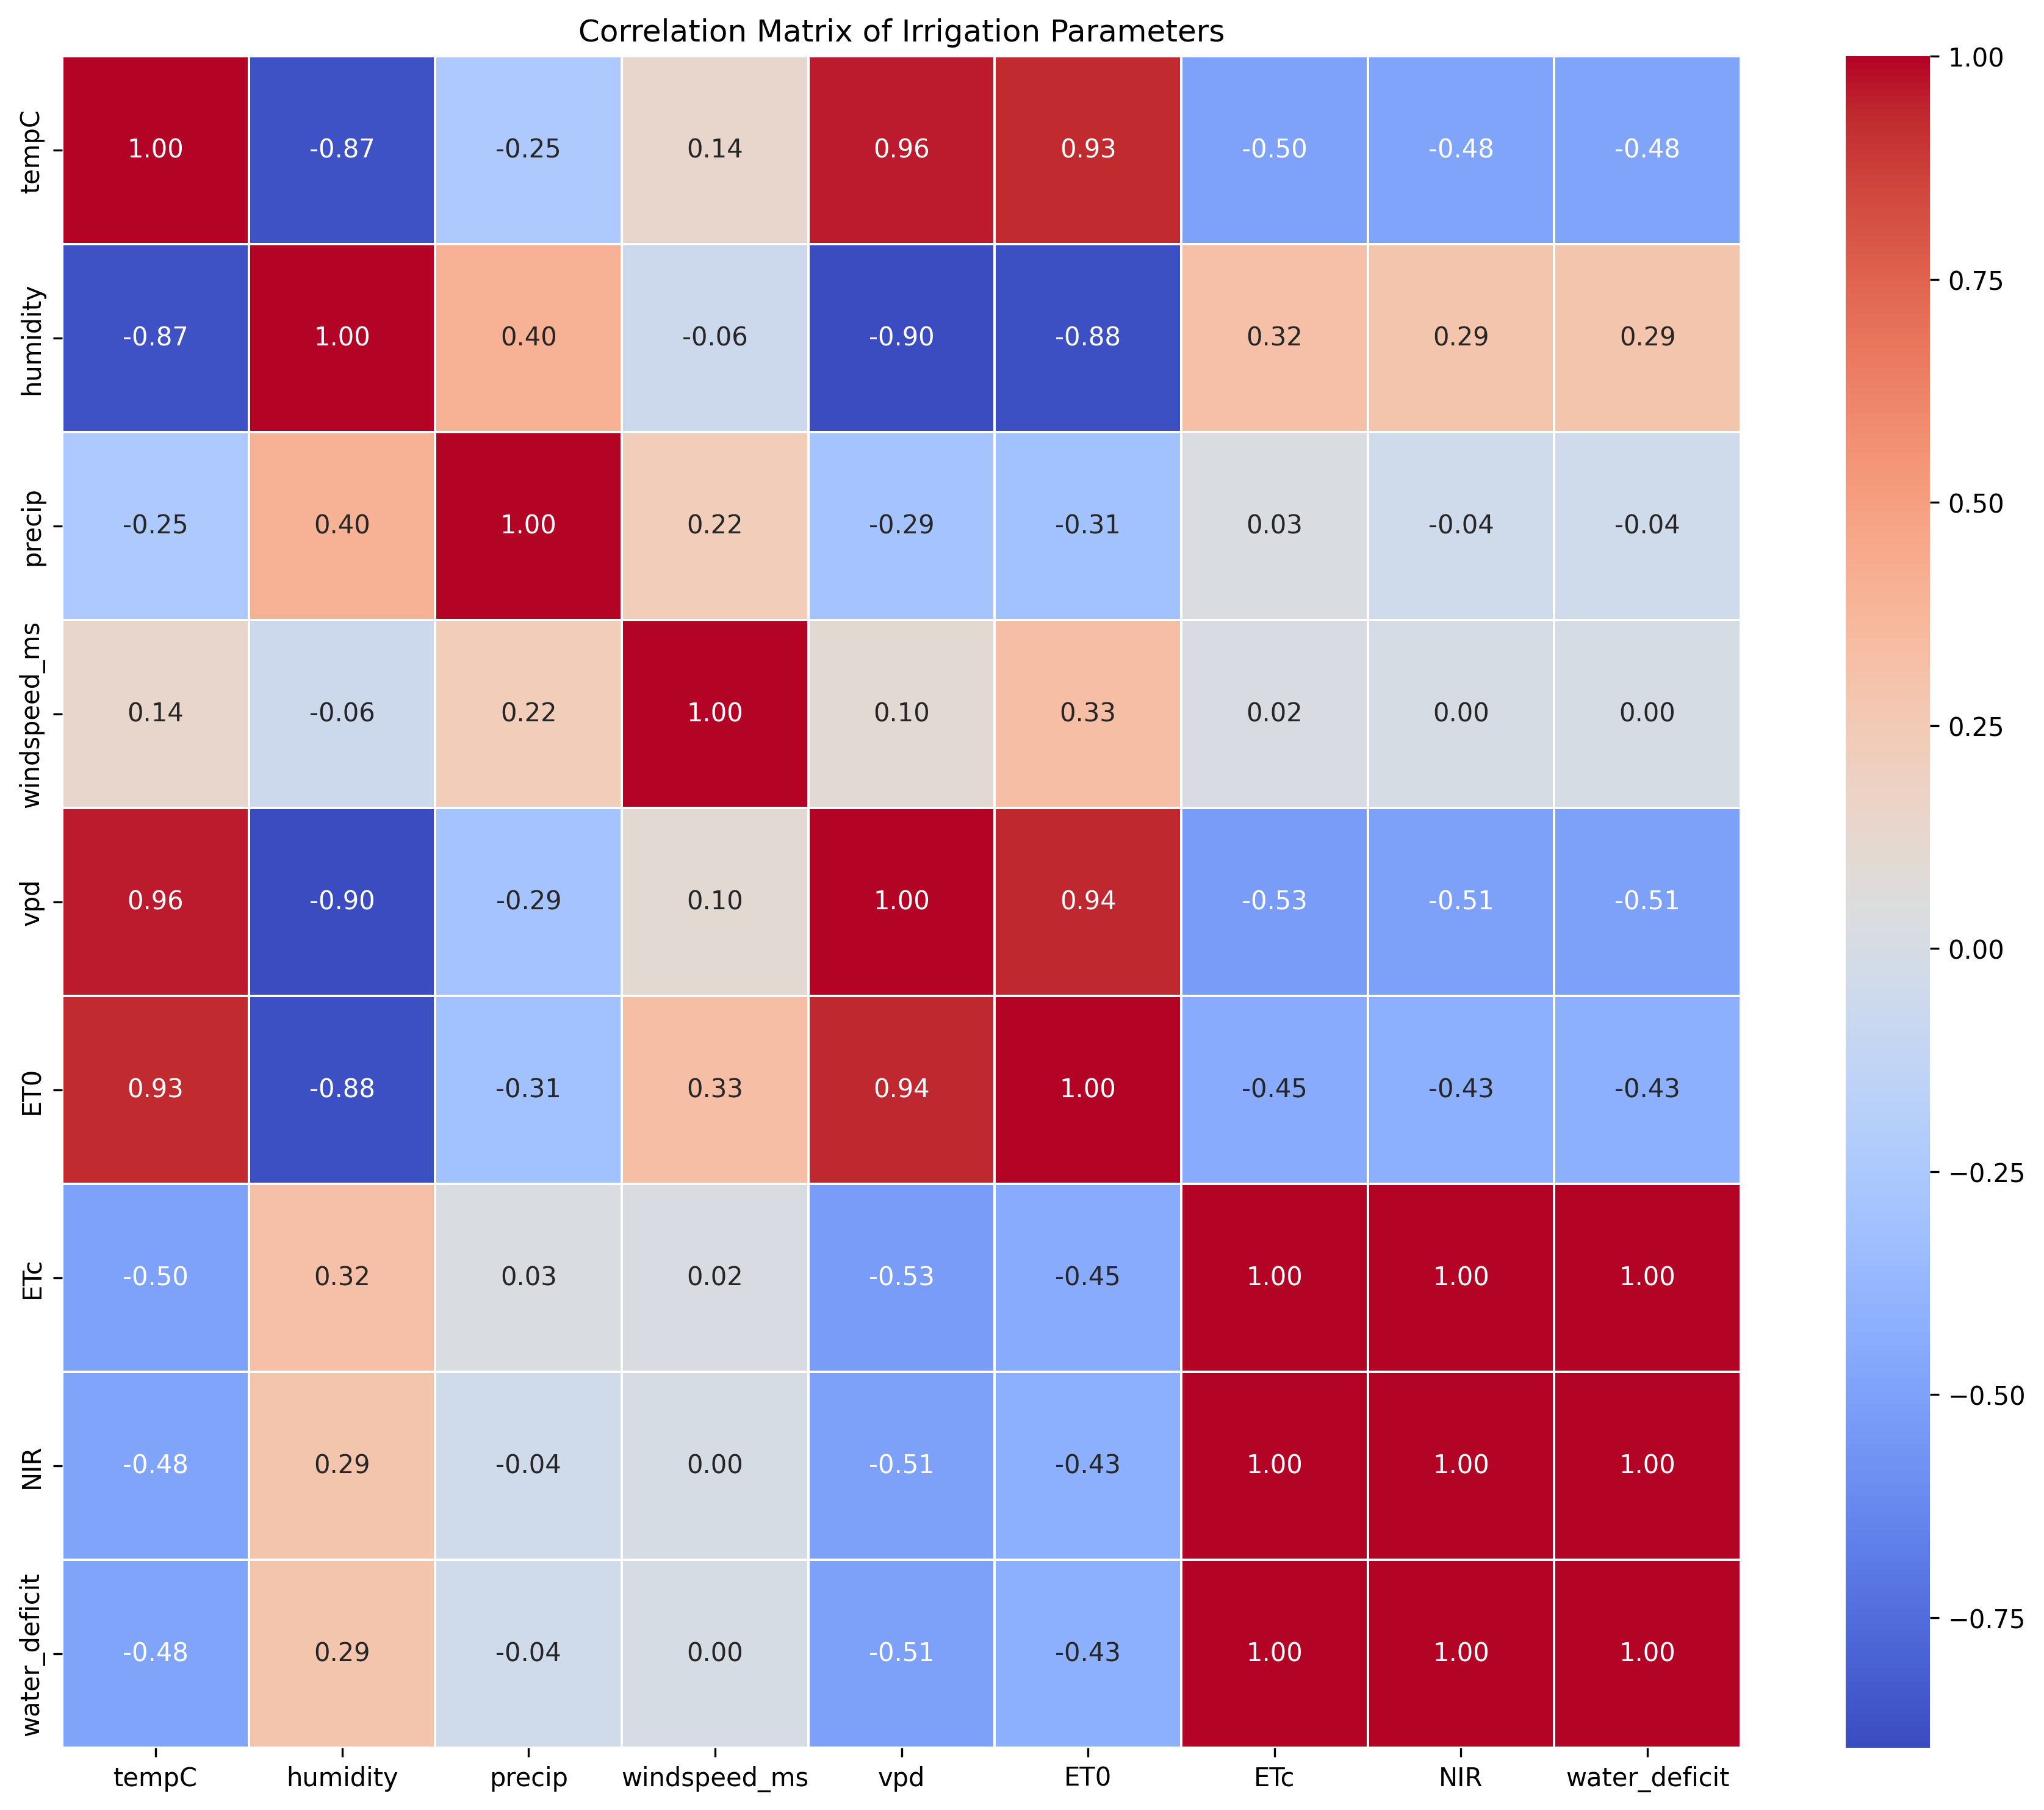 Correlation Matrix of Irrigation Parameters
tempC 1.00 -0.87 -0.25 0.14 0.96 0.93 -0.50 -0.48 -0.48
humidity -0.87 1.00 0.40 -0.06 -0.90 -0.88 0.32 0.29 0.29
precip -0.25 0.40 1.00 0.22 -0.29 -0.31 0.03 -0.04 -0.04
windspeed_ms 0.14 -0.06 0.22 1.00 0.10 0.33 0.02 0.00 0.00
vpd 0.96 -0.90 -0.29 0.10 1.00 0.94 -0.53 -0.51 -0.51
ET0 0.93 -0.88 -0.31 0.33 0.94 1.00 -0.45 -0.43 -0.43
ETc -0.50 0.32 0.03 0.02 -0.53 -0.45 1.00 1.00 1.00
NIR -0.48 0.29 -0.04 0.00 -0.51 -0.43 1.00 1.00 1.00
water_deficit -0.48 0.29 -0.04 0.00 -0.51 -0.43 1.00 1.00 1.00
tempC humidity precip windspeed_ms vpd ET0 ETc NIR water_deficit
1.00
0.75
0.50
0.25
0.00
−0.25
−0.50
−0.75